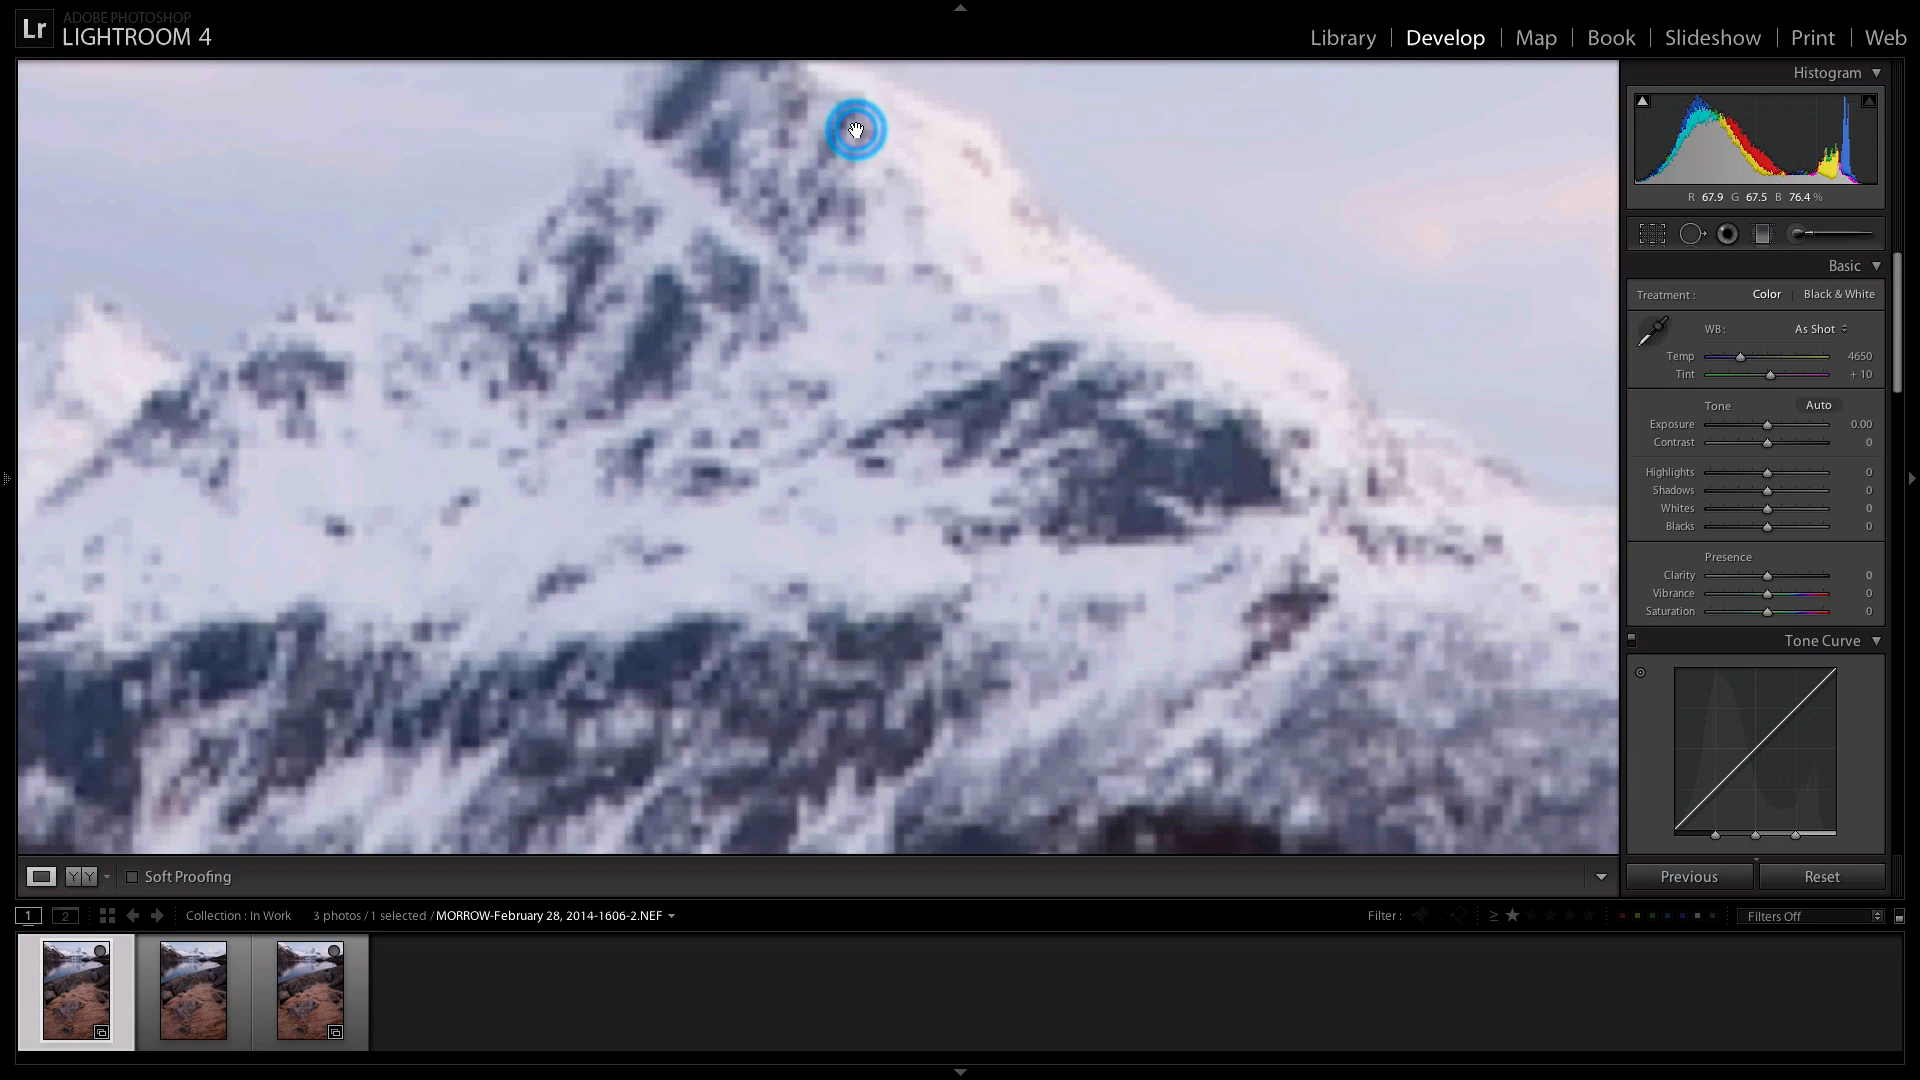 Lr ADOBE PHOTOSHOP
LIGHTROOM 4
Library | Develop | Map | Book | Slideshow | Print | Web
Histogram
R 67.9 G 67.5 B 76.4 %
Basic
Treatment : Color | Black & White
WB: As Shot
Temp 4650
Tint + 10
Tone Auto
Exposure 0.00
Contrast 0
Highlights 0
Shadows 0
Whites 0
Blacks 0
Presence
Clarity 0
Vibrance 0
Saturation 0
Tone Curve
Y Y Soft Proofing
Previous Reset
1 2 Collection : In Work 3 photos / 1 selected / MORROW-February 28, 2014-1606-2.NEF Filter : ≥ Filters Off